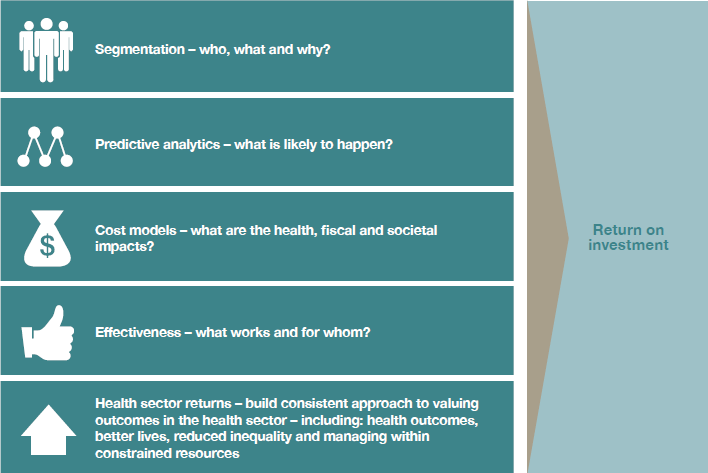 Segmentation – who, what and why?
Predictive analytics – what is likely to happen?
$
Cost models – what are the health, fiscal and societal
impacts?
Effectiveness – what works and for whom?
Health sector returns – build consistent approach to valuing
outcomes in the health sector – including: health outcomes,
better lives, reduced inequality and managing within
constrained resources
Return on
investment